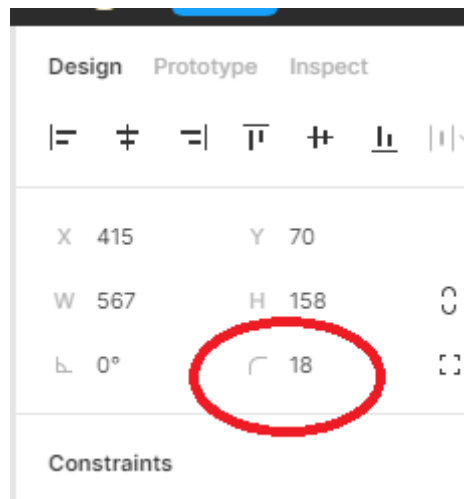 Design Prototype Inspect
X 415 Y 70
W 567 H 158
0° 18
Constraints